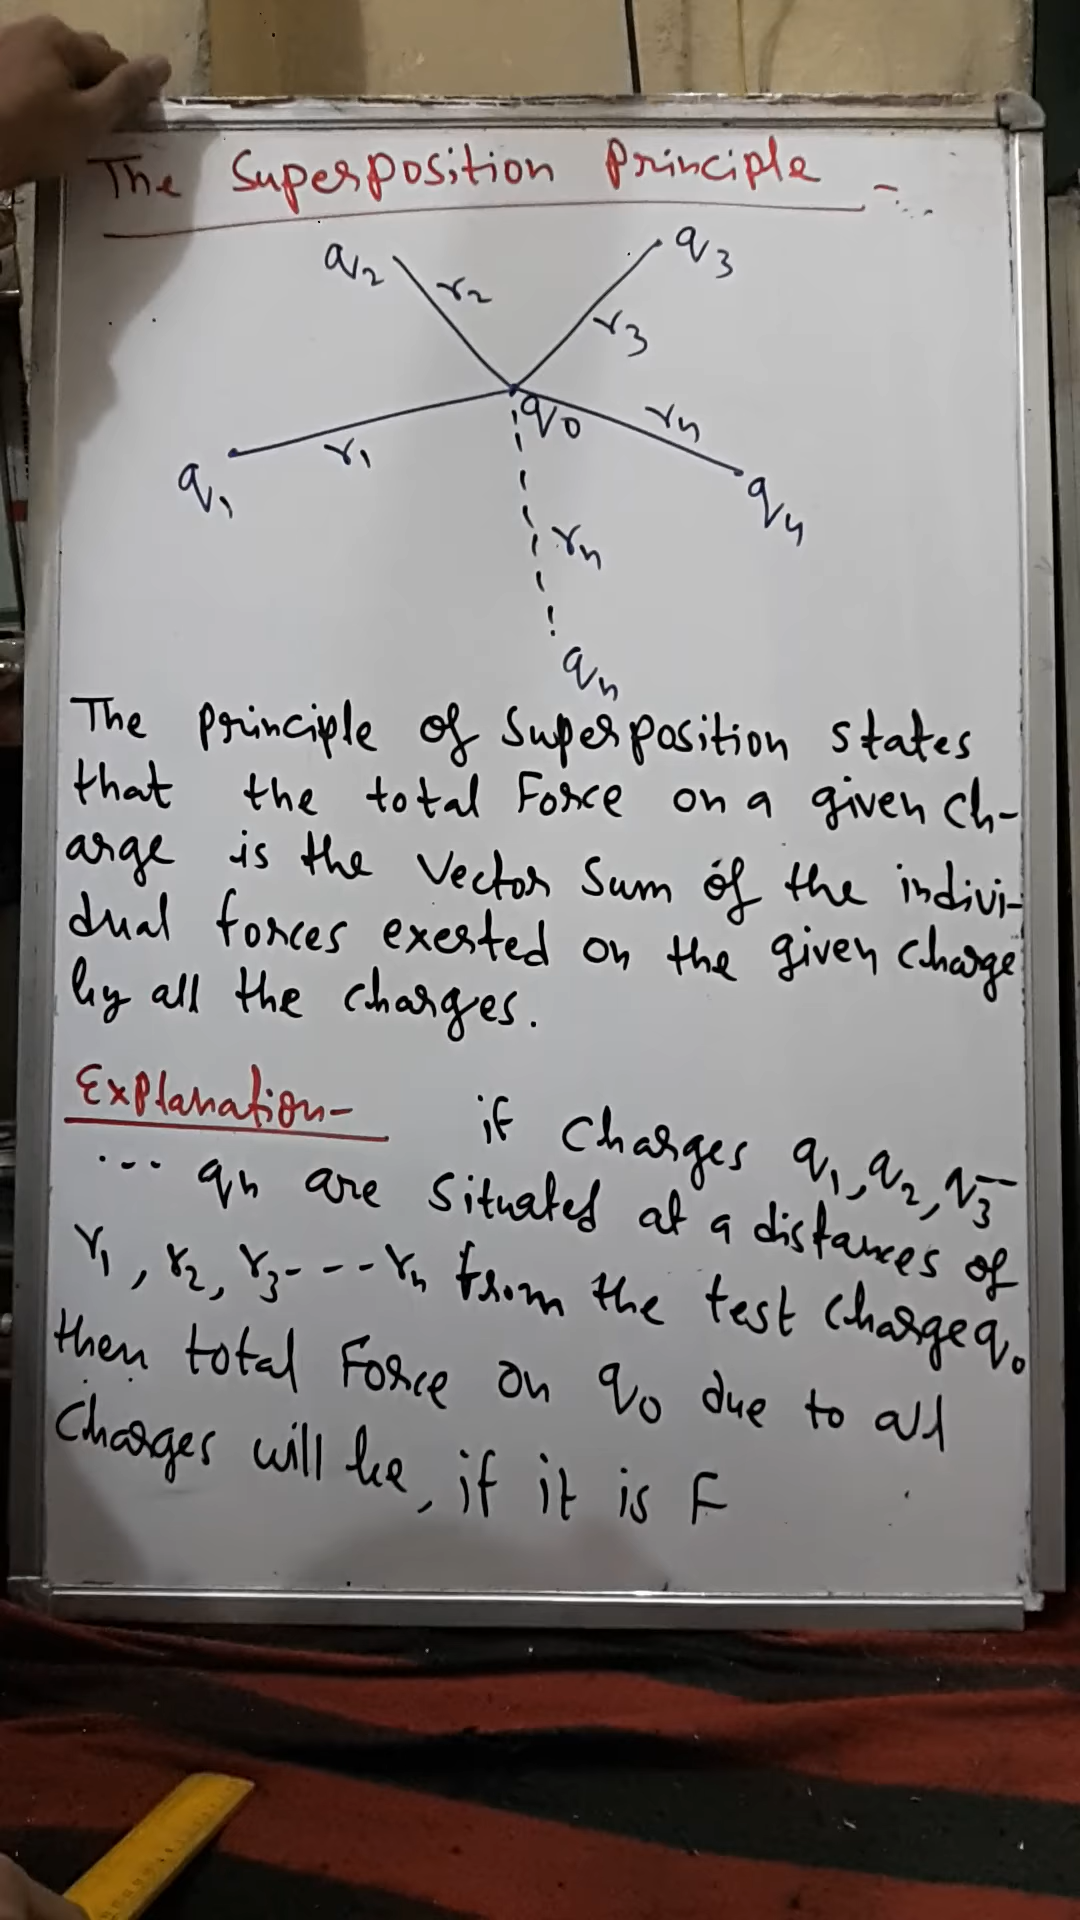 The Superposition Principle -
q2
r2
q3
r3
q0
r4
r1
q1
q4
rn
qn
The principle of superposition states
that the total Force on a given ch-
arge is the Vector Sum of the indivi-
dual forces exerted on the given charge
by all the charges.
Explanation- if Charges q1, q2, q3 -
--- qn are situated at a distances of
r1, r2, r3---rn from the test charge q0
then total Force on q0 due to all
Charges will be, if it is F